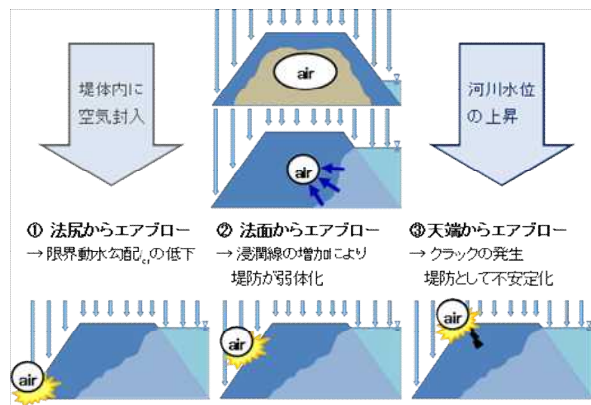 堤体内に
空気封入
air
air
河川水位
の上昇
① 法尻からエアブロー
→ 限界動水勾配icrの低下
② 法面からエアブロー
→ 浸潤線の増加により
堤防が弱体化
③天端からエアブロー
→ クラックの発生
堤防として不安定化
air
air
air